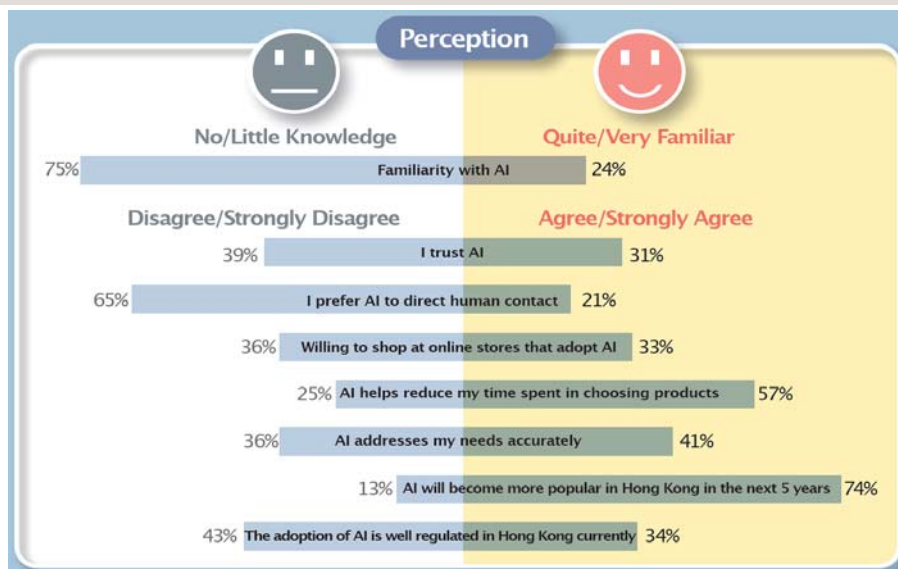 Perception
No/Little Knowledge Quite/Very Familiar
75% Familiarity with AI 24%
Disagree/Strongly Disagree Agree/Strongly Agree
39% I trust AI 31%
65% I prefer AI to direct human contact 21%
36% Willing to shop at online stores that adopt AI 33%
25% AI helps reduce my time spent in choosing products 57%
36% AI addresses my needs accurately 41%
13% AI will become more popular in Hong Kong in the next 5 years 74%
43% The adoption of AI is well regulated in Hong Kong currently 34%